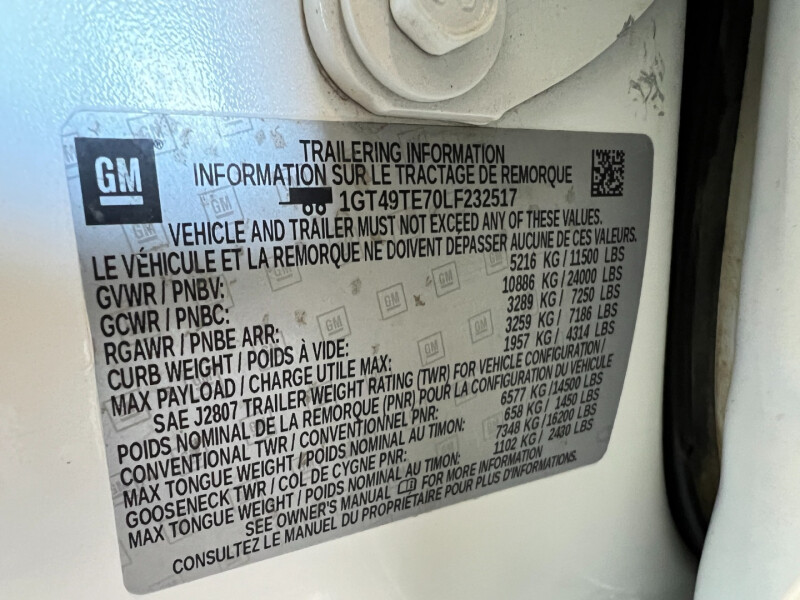 GM
TRAILERING INFORMATION
INFORMATION SUR LE TRACTAGE DE REMORQUE
1GT49TE70LF232517
VEHICLE AND TRAILER MUST NOT EXCEED ANY OF THESE VALUES.
LE VÉHICULE ET LA REMORQUE NE DOIVENT DÉPASSER AUCUNE DE CES VALEURS.
GVWR / PNBV: 5216 KG / 11500 LBS
GCWR / PNBC: 10886 KG / 24000 LBS
RGAWR / PNBE ARR: 3289 KG / 7250 LBS
CURB WEIGHT / POIDS À VIDE: 3259 KG / 7186 LBS
MAX PAYLOAD / CHARGE UTILE MAX: 1957 KG / 4314 LBS
SAE J2807 TRAILER WEIGHT RATING (TWR) FOR VEHICLE CONFIGURATION /
POIDS NOMINAL DE LA REMORQUE (PNR) POUR LA CONFIGURATION DU VÉHICULE
CONVENTIONAL TWR / CONVENTIONNEL PNR: 6577 KG / 14500 LBS
MAX TONGUE WEIGHT / POIDS NOMINAL AU TIMON: 658 KG / 1450 LBS
GOOSENECK TWR / COL DE CYGNE PNR: 7348 KG / 16200 LBS
MAX TONGUE WEIGHT / POIDS NOMINAL AU TIMON: 1102 KG / 2430 LBS
SEE OWNER'S MANUAL FOR MORE INFORMATION
CONSULTEZ LE MANUEL DU PROPRIÉTAIRE POUR PLUS D'INFORMATIONS.